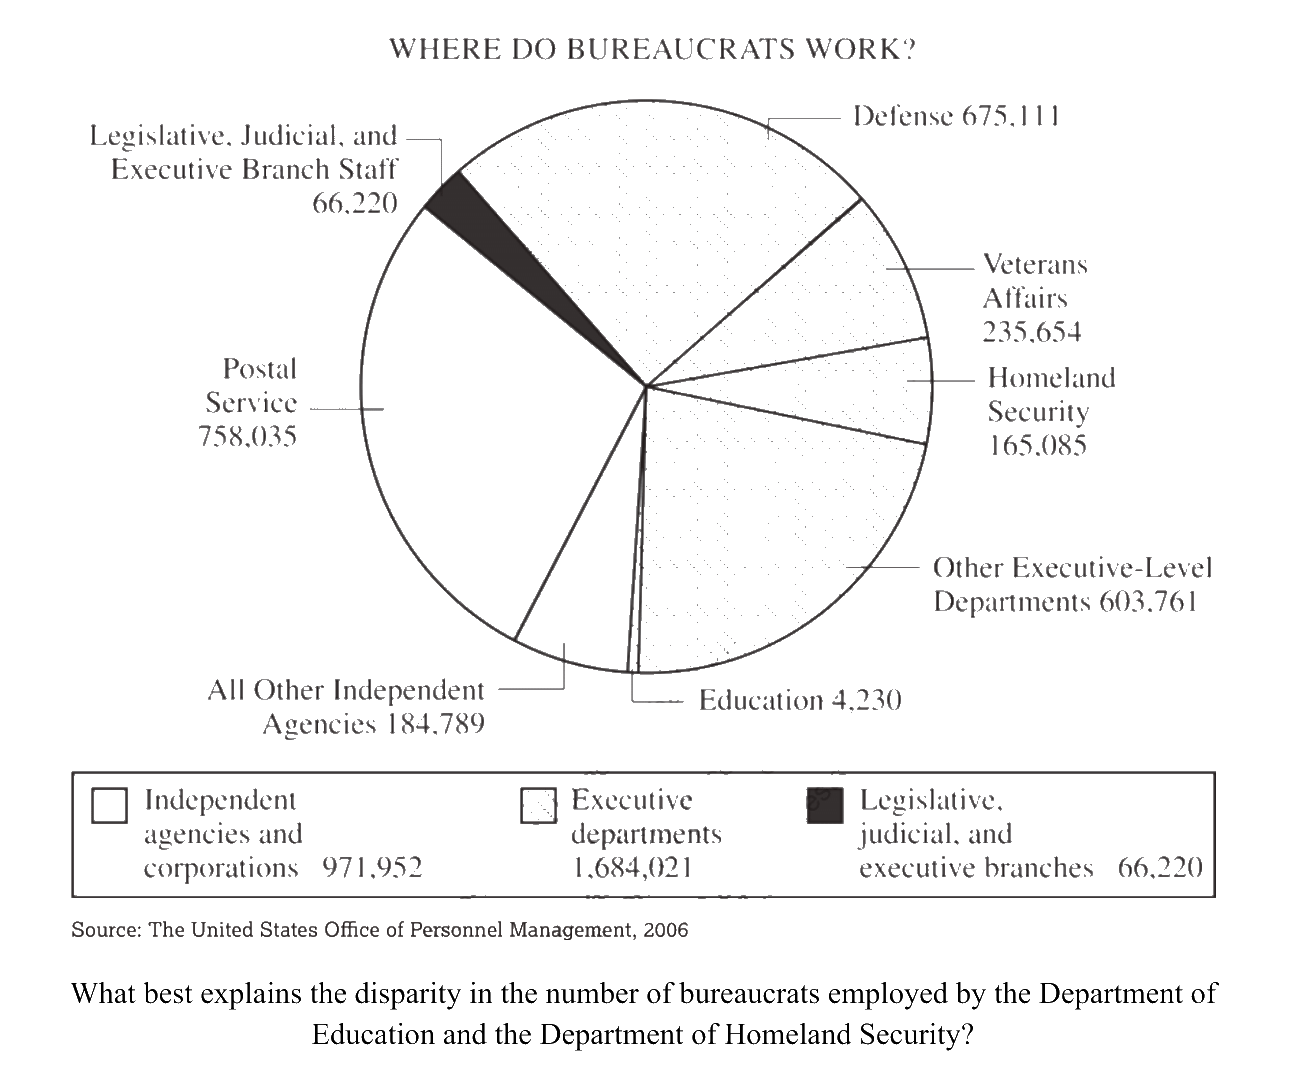 WHERE DO BUREAUCRATS WORK?
Legislative, Judicial, and
Executive Branch Staff
66,220
Defense 675,111
Veterans
Affairs
235,654
Homeland
Security
165,085
Postal
Service
758,035
Other Executive-Level
Departments 603,761
All Other Independent
Agencies 184,789
Education 4,230
Independent
agencies and
corporations 971,952
Executive
departments
1,684,021
Legislative,
judicial, and
executive branches 66,220
Source: The United States Office of Personnel Management, 2006
What best explains the disparity in the number of bureaucrats employed by the Department of
Education and the Department of Homeland Security?